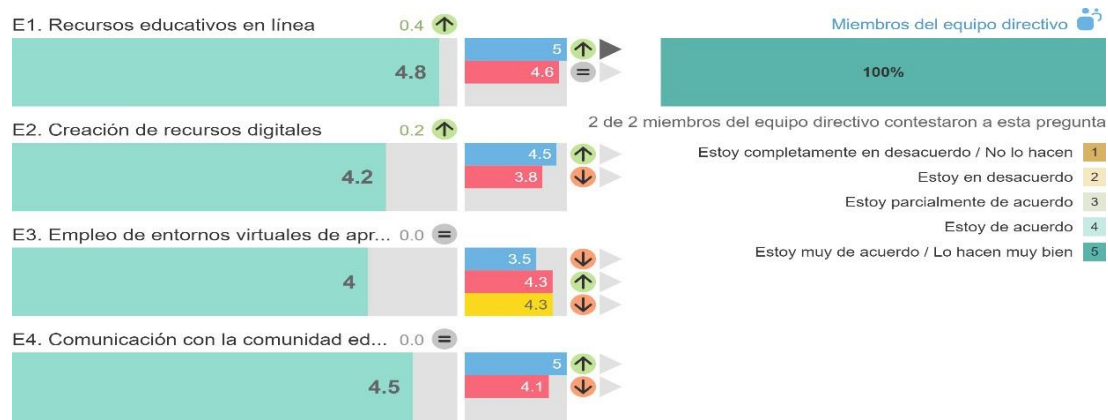 E1. Recursos educativos en línea 0.4
4.8
5
4.6
Miembros del equipo directivo
100%
2 de 2 miembros del equipo directivo contestaron a esta pregunta
Estoy completamente en desacuerdo / No lo hacen 1
Estoy en desacuerdo 2
Estoy parcialmente de acuerdo 3
Estoy de acuerdo 4
Estoy muy de acuerdo / Lo hacen muy bien 5
E2. Creación de recursos digitales 0.2
4.2
4.5
3.8
E3. Empleo de entornos virtuales de apr... 0.0 =
4
3.5
4.3
4.3
E4. Comunicación con la comunidad ed... 0.0 =
4.5
5
4.1